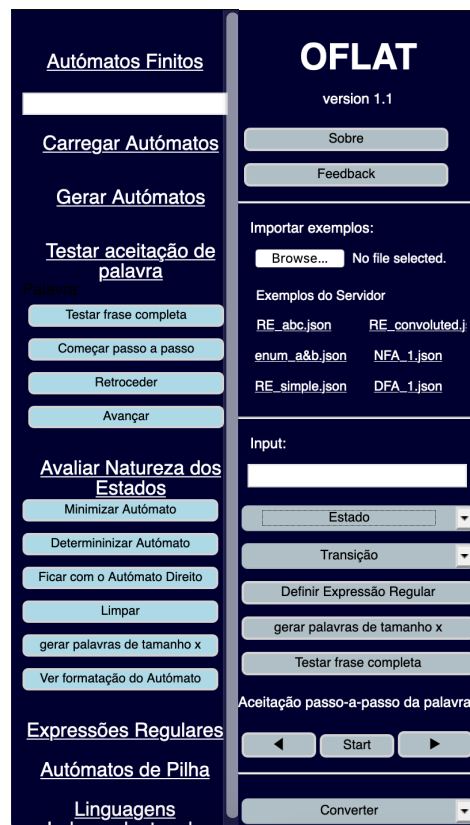 Autómatos Finitos
Carregar Autómatos
Gerar Autómatos
Testar aceitação de
palavra
Palavra:
Testar frase completa
Começar passo a passo
Retroceder
Avançar
Avaliar Natureza dos
Estados
Minimizar Autómato
Determininizar Autómato
Ficar com o Autómato Direito
Limpar
gerar palavras de tamanho x
Ver formatação do Autómato
Expressões Regulares
Autómatos de Pilha
Linguagens
OFLAT
version 1.1
Sobre
Feedback
Importar exemplos:
Browse... No file selected.
Exemplos do Servidor
RE_abc.json RE_convoluted.j
enum_a&b.json NFA_1.json
RE_simple.json DFA_1.json
Input:
Estado
Transição
Definir Expressão Regular
gerar palavras de tamanho x
Testar frase completa
Aceitação passo-a-passo da palavra
Start
Converter